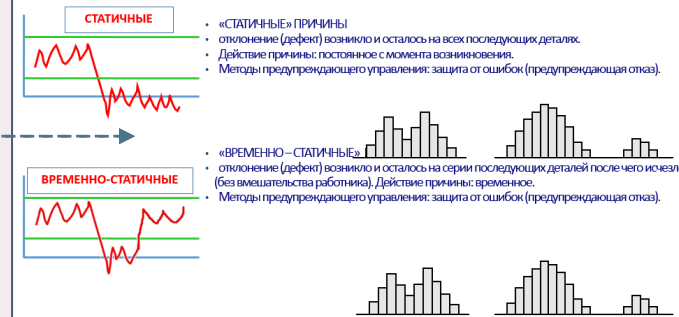 СТАТИЧНЫЕ
• «СТАТИЧНЫЕ» ПРИЧИНЫ
• отклонение (дефект) возникло и осталось на всех последующих деталях.
• Действие причины: постоянное с момента возникновения.
• Методы предупреждающего управления: защита от ошибок (предупреждающая отказ).
ВРЕМЕННО-СТАТИЧНЫЕ
• «ВРЕМЕННО – СТАТИЧНЫЕ»
• отклонение (дефект) возникло и осталось на серии последующих деталей после чего исчезло
(без вмешательства работника). Действие причины: временное.
• Методы предупреждающего управления: защита от ошибок (предупреждающая отказ).